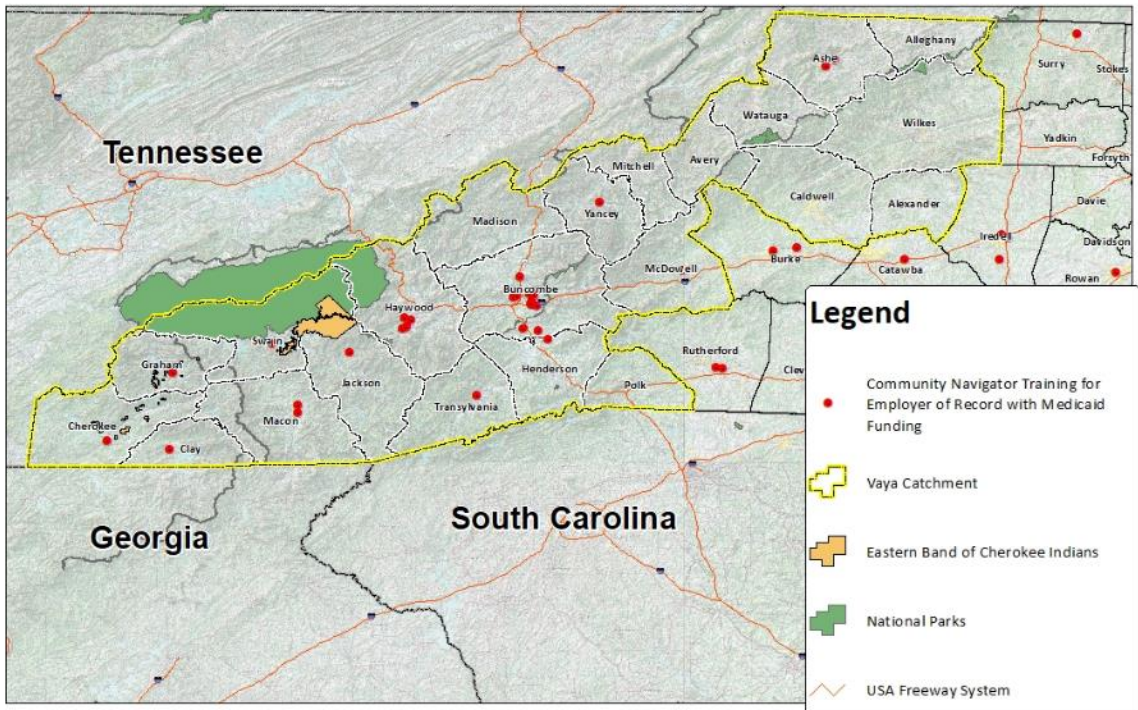 Alleghany
Ashe
Surry
Stokes
Watauga
Wilkes
Yadkin
Tennessee
Mitchell
Avery
Forsyth
Caldwell
Alexander
Davie
Yancey
Madison
Iredell
Davidson
Burke
McDowell
Catawba
Rowan
Buncombe
Haywood
Swain
Rutherford
Graham
Henderson
Clev
Jackson
Polk
Transylvania
Macon
Cherokee
Clay
Georgia
South Carolina
Legend
Community Navigator Training for
Employer of Record with Medicaid
Funding
Vaya Catchment
Eastern Band of Cherokee Indians
National Parks
USA Freeway System